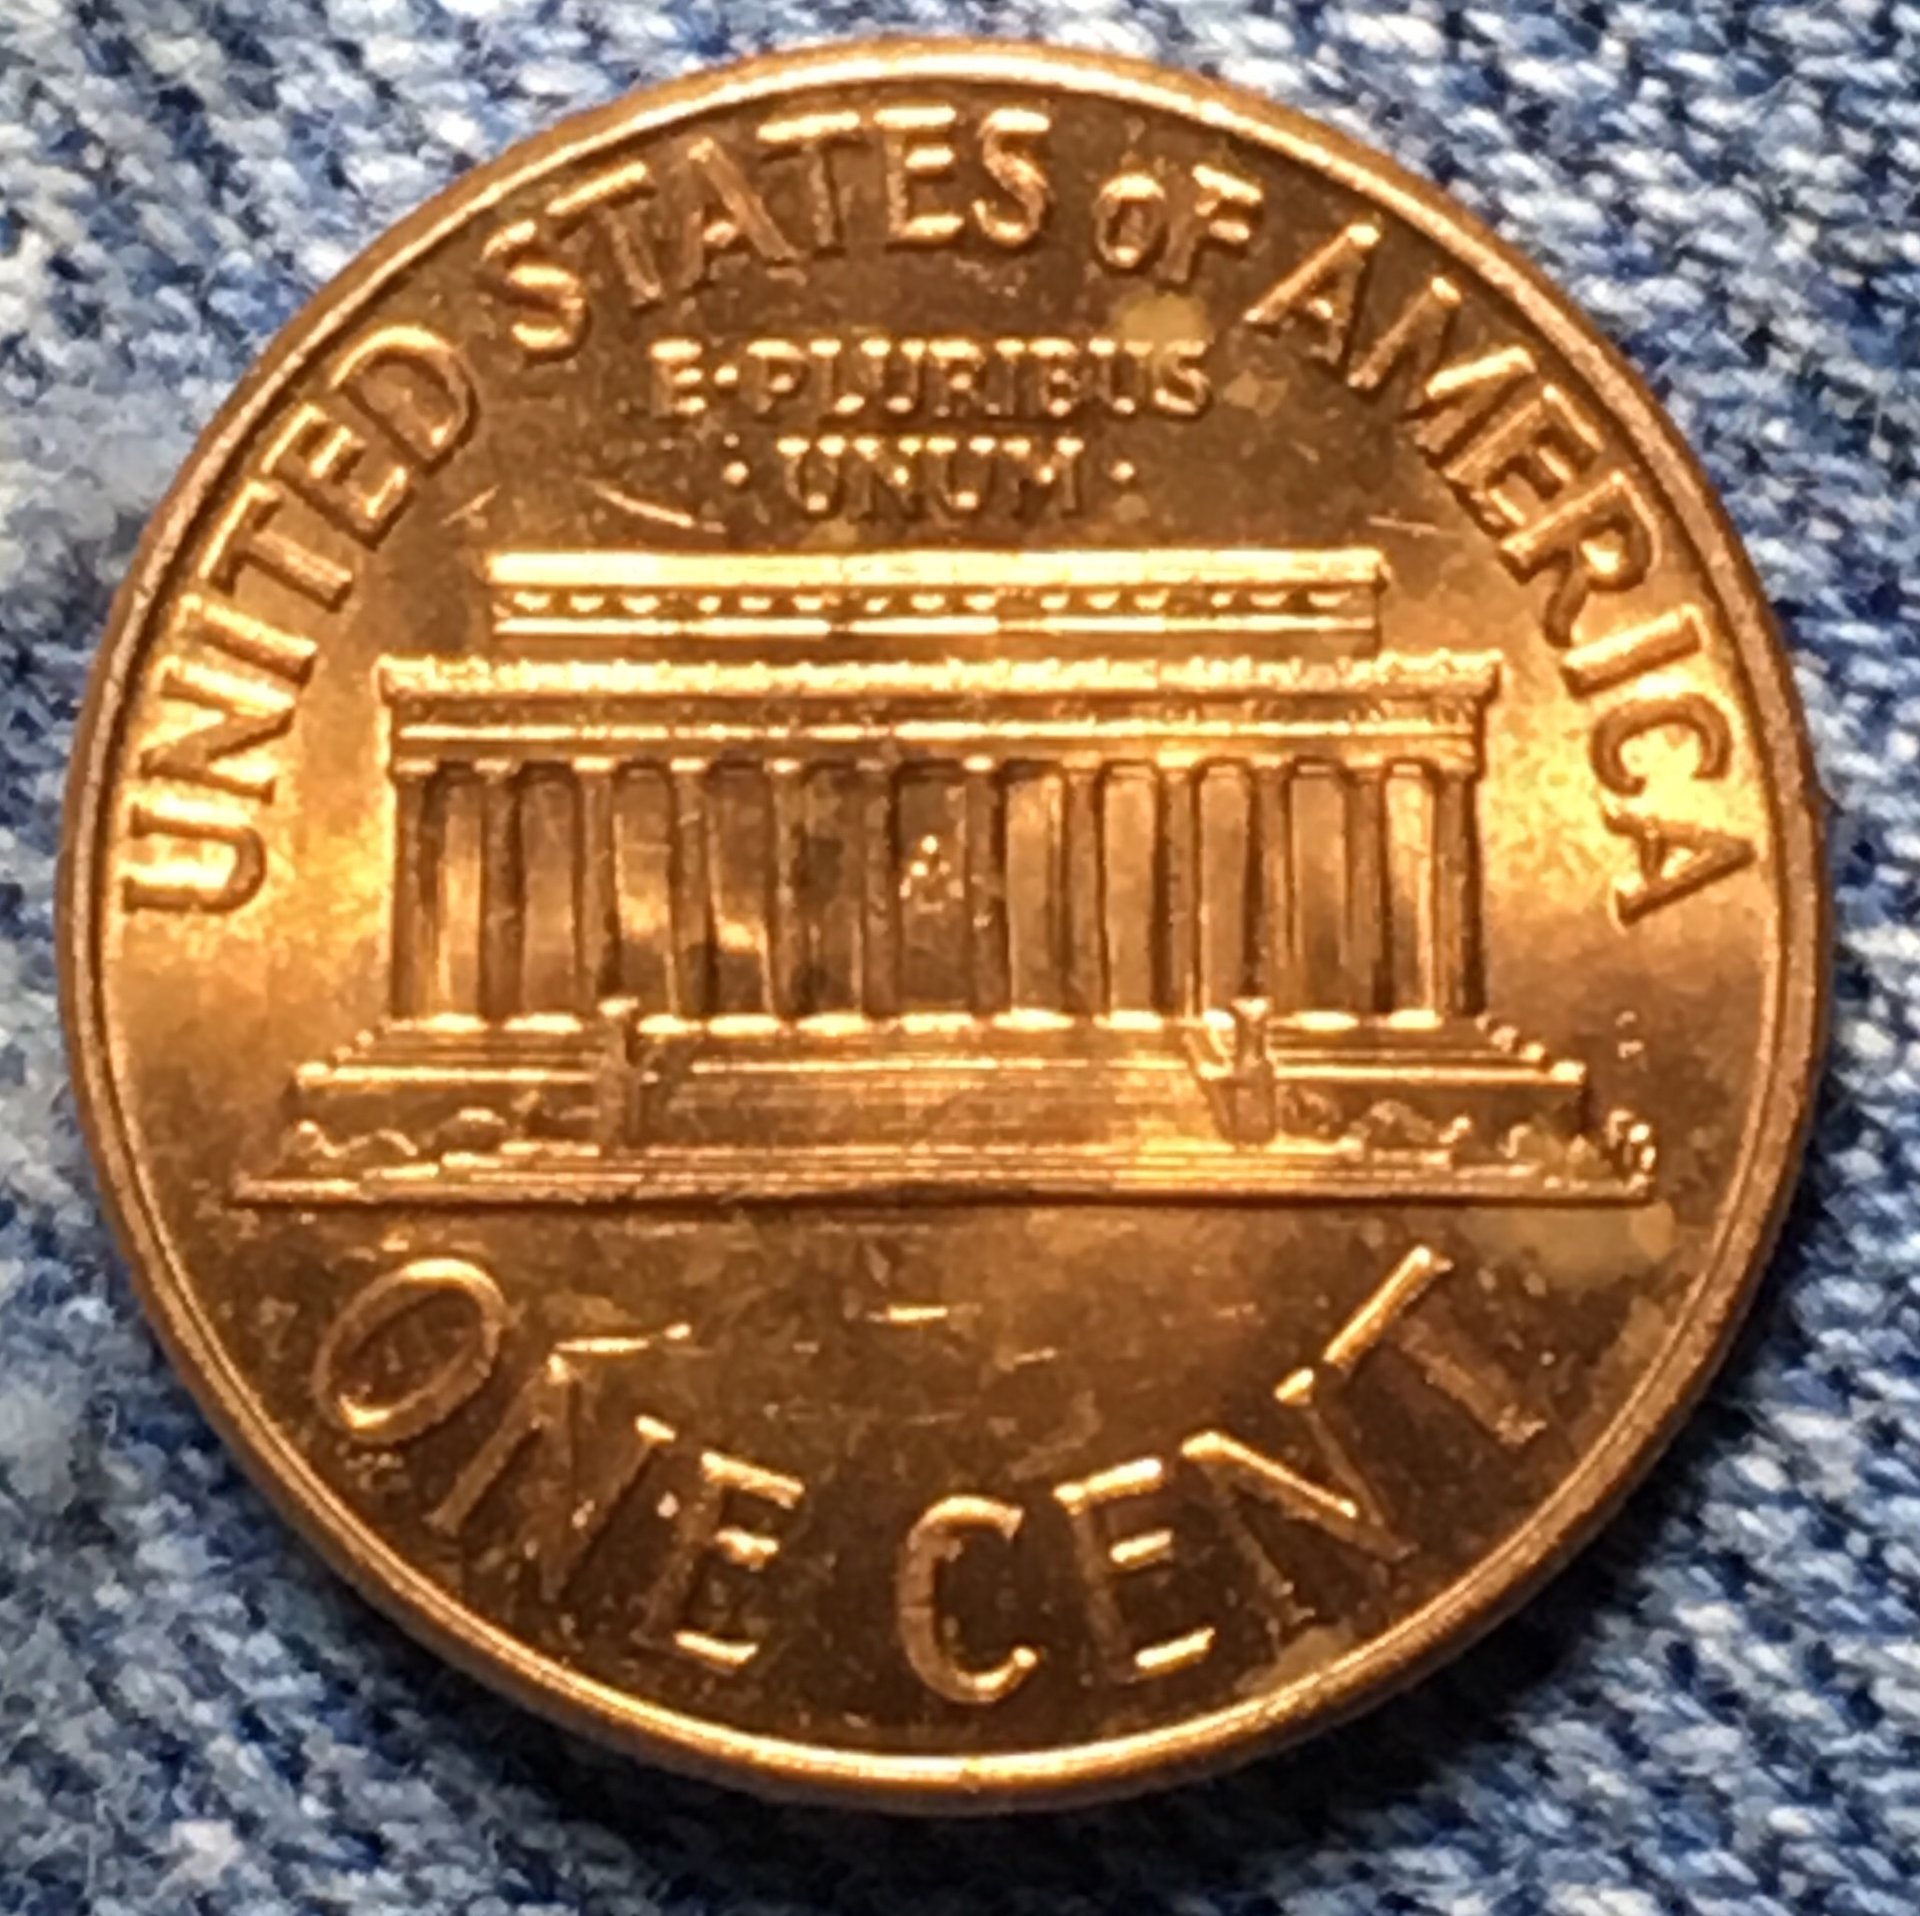 UNITED STATES OF AMERICA
E·PLURIBUS
·UNUM·
ONE CENT